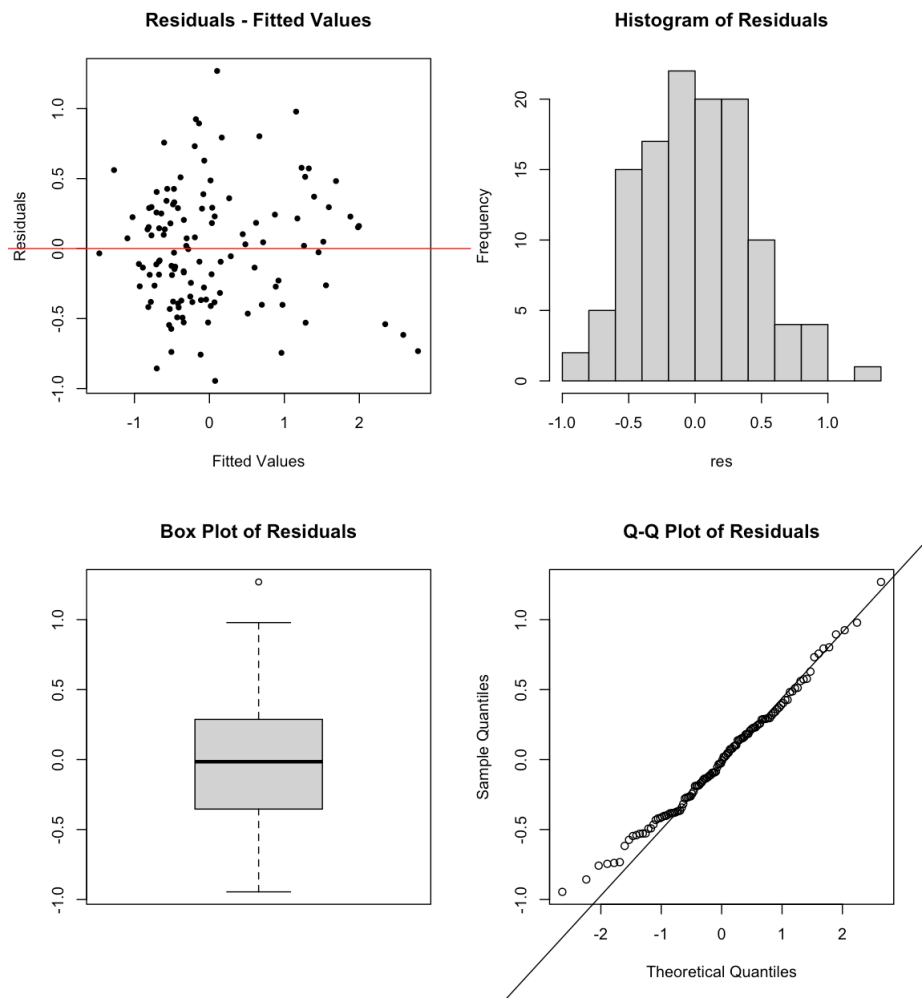 Residuals - Fitted Values
Residuals
1.0
0.5
0.0
-0.5
-1.0
-1 0 1 2
Fitted Values
Histogram of Residuals
Frequency
20
15
10
5
0
-1.0 -0.5 0.0 0.5 1.0
res
Box Plot of Residuals
1.0
0.5
0.0
-0.5
-1.0
Q-Q Plot of Residuals
Sample Quantiles
1.0
0.5
0.0
-0.5
-1.0
-2 -1 0 1 2
Theoretical Quantiles